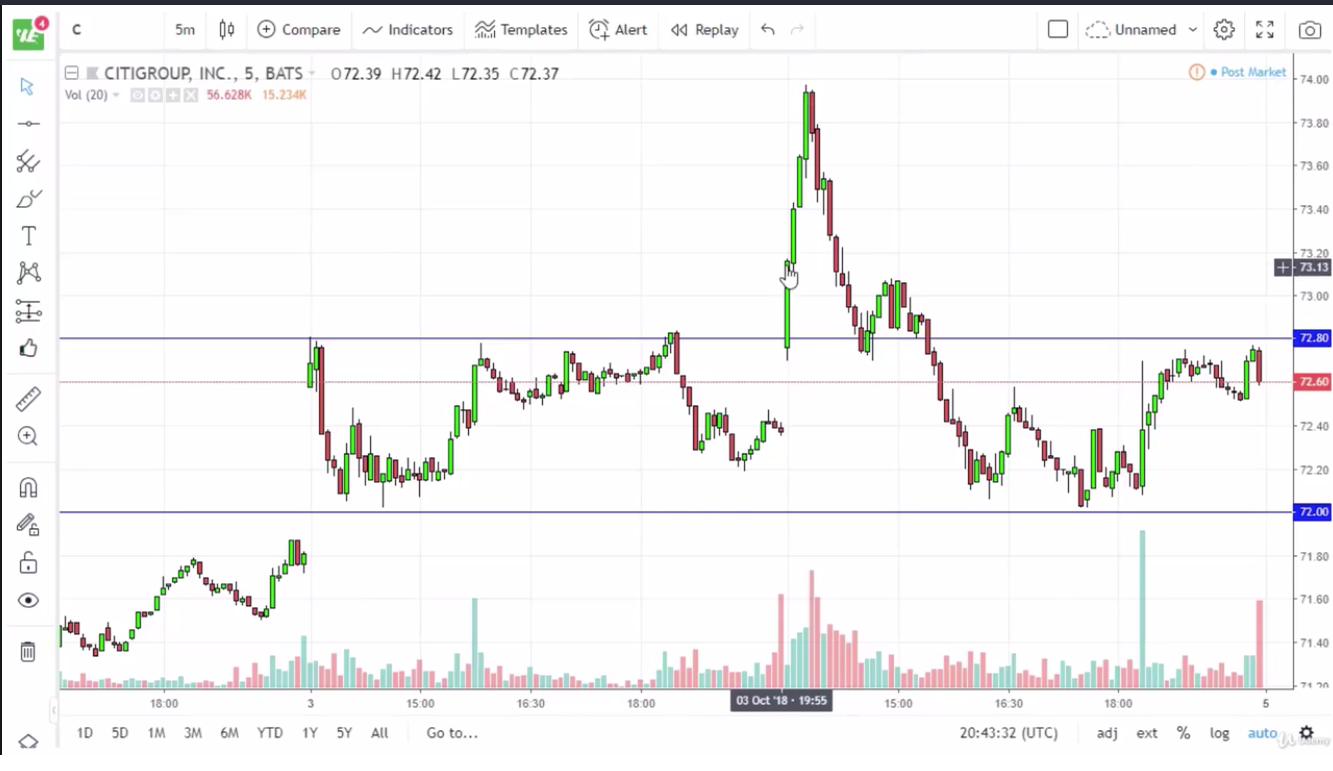 4
C 5m Compare Indicators Templates Alert Replay Unnamed
CITIGROUP, INC., 5, BATS O72.39 H72.42 L72.35 C72.37
Post Market
Vol (20) 56.628K 15.234K
74.00
73.80
73.60
73.40
73.20
73.13
73.00
72.80
72.60
72.40
72.20
72.00
71.80
71.60
71.40
71.20
18:00 3 15:00 16:30 18:00 03 Oct '18 · 19:55 15:00 16:30 18:00 5
1D 5D 1M 3M 6M YTD 1Y 5Y All Go to... 20:43:32 (UTC) adj ext % log auto
Udemy